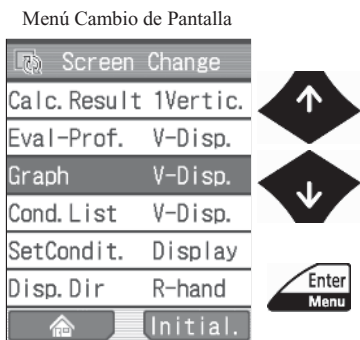 Menú Cambio de Pantalla
Screen Change
Calc.Result 1Vertic.
Eval-Prof. V-Disp.
Graph V-Disp.
Cond.List V-Disp.
SetCondit. Display
Disp.Dir R-hand
Initial.
Enter
Menu